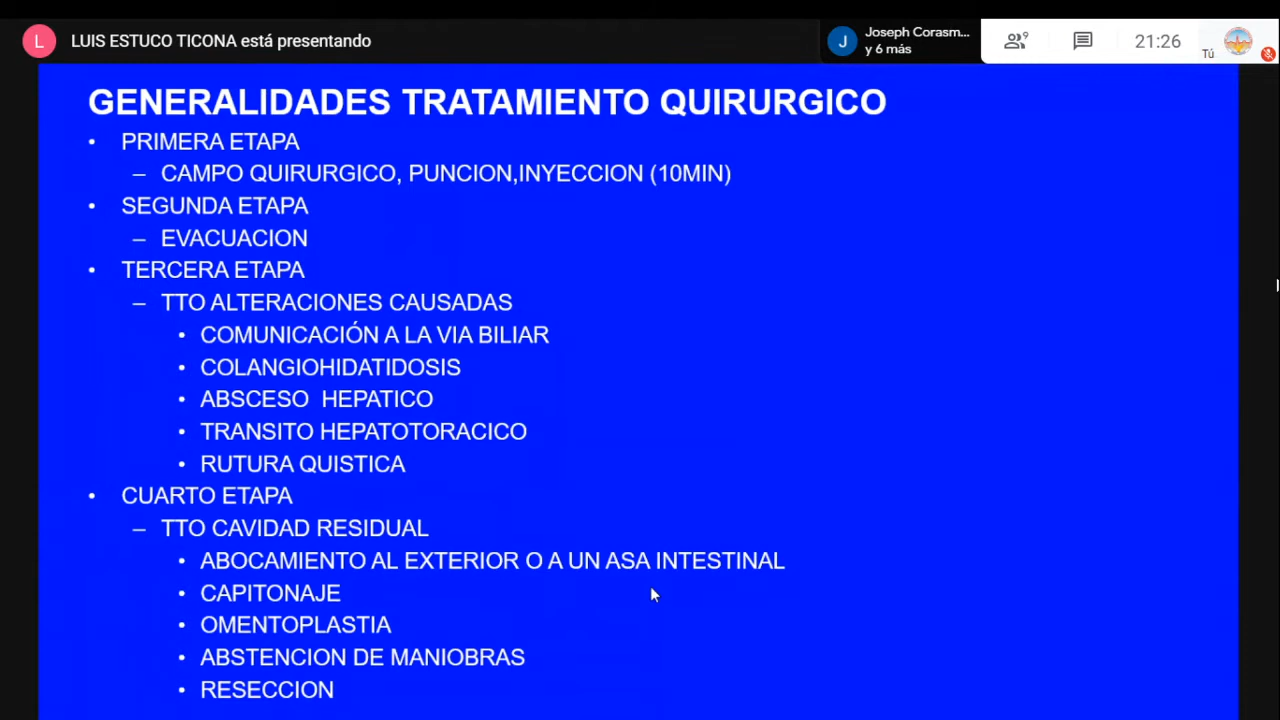 L LUIS ESTUCO TICONA está presentando
J Joseph Corasm...
y 6 más
9
21:26
Tú
GENERALIDADES TRATAMIENTO QUIRURGICO
• PRIMERA ETAPA
– CAMPO QUIRURGICO, PUNCION,INYECCION (10MIN)
• SEGUNDA ETAPA
– EVACUACION
• TERCERA ETAPA
– TTO ALTERACIONES CAUSADAS
• COMUNICACIÓN A LA VIA BILIAR
• COLANGIOHIDATIDOSIS
• ABSCESO HEPATICO
• TRANSITO HEPATOTORACICO
• RUTURA QUISTICA
• CUARTO ETAPA
– TTO CAVIDAD RESIDUAL
• ABOCAMIENTO AL EXTERIOR O A UN ASA INTESTINAL
• CAPITONAJE
• OMENTOPLASTIA
• ABSTENCION DE MANIOBRAS
• RESECCION